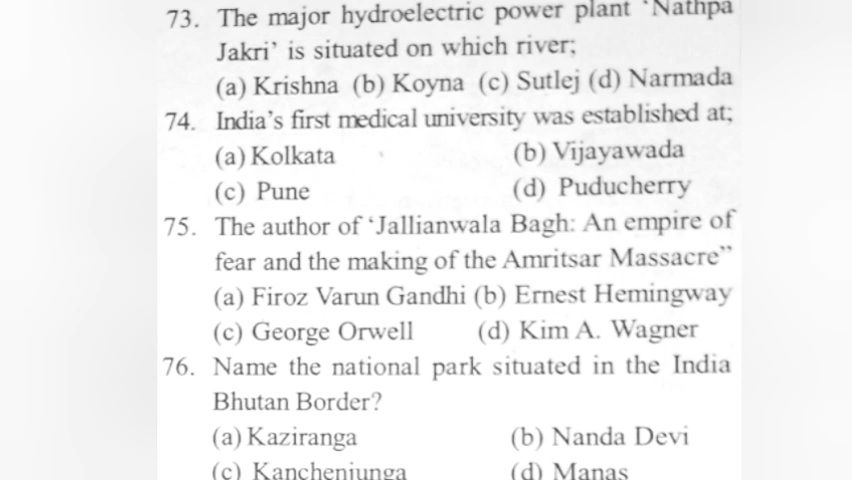 73. The major hydroelectric power plant 'Nathpa
Jakri' is situated on which river;
(a) Krishna (b) Koyna (c) Sutlej (d) Narmada
74. India's first medical university was established at;
(a) Kolkata (b) Vijayawada
(c) Pune (d) Puducherry
75. The author of 'Jallianwala Bagh: An empire of
fear and the making of the Amritsar Massacre"
(a) Firoz Varun Gandhi (b) Ernest Hemingway
(c) George Orwell (d) Kim A. Wagner
76. Name the national park situated in the India
Bhutan Border?
(a) Kaziranga (b) Nanda Devi
(c) Kanchenjunga (d) Manas